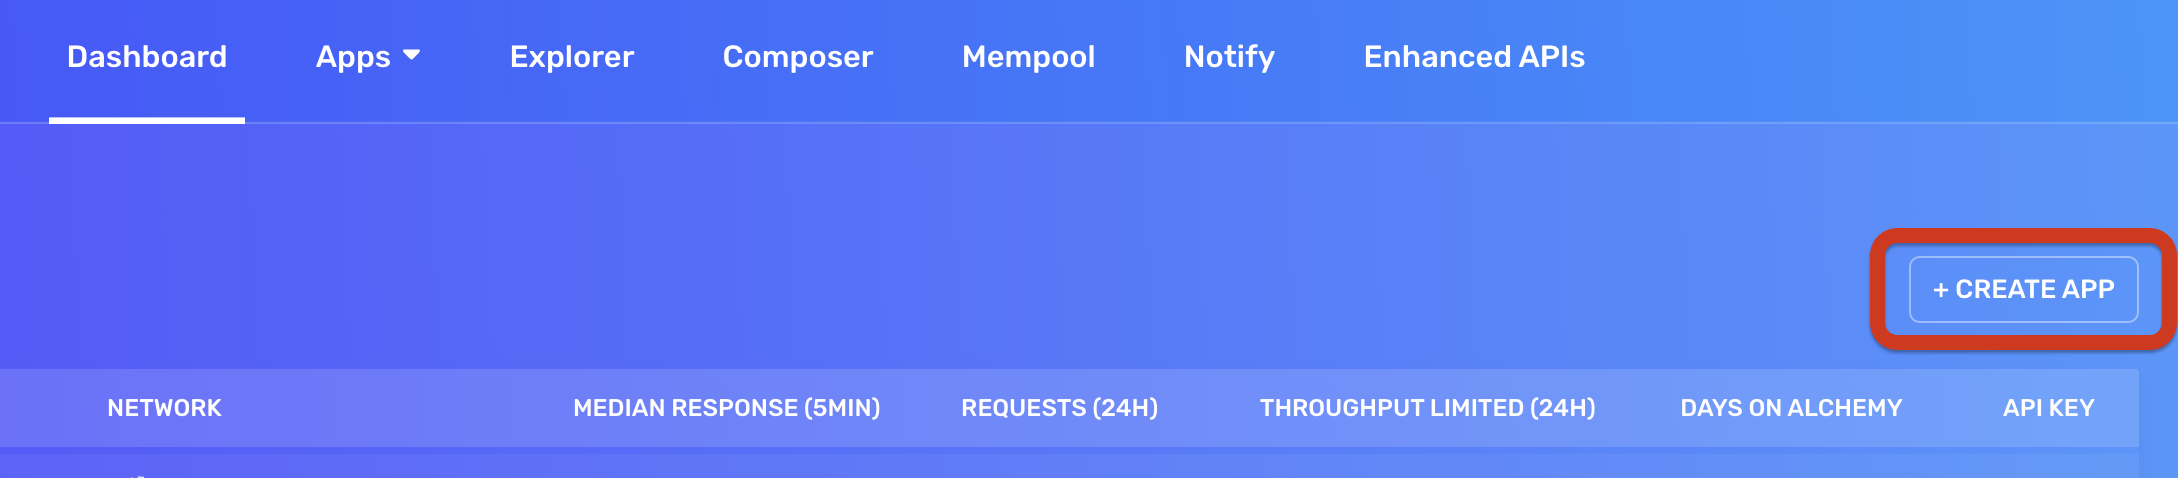 Dashboard Apps Explorer Composer Mempool Notify Enhanced APIs
+ CREATE APP
NETWORK MEDIAN RESPONSE (5MIN) REQUESTS (24H) THROUGHPUT LIMITED (24H) DAYS ON ALCHEMY API KEY